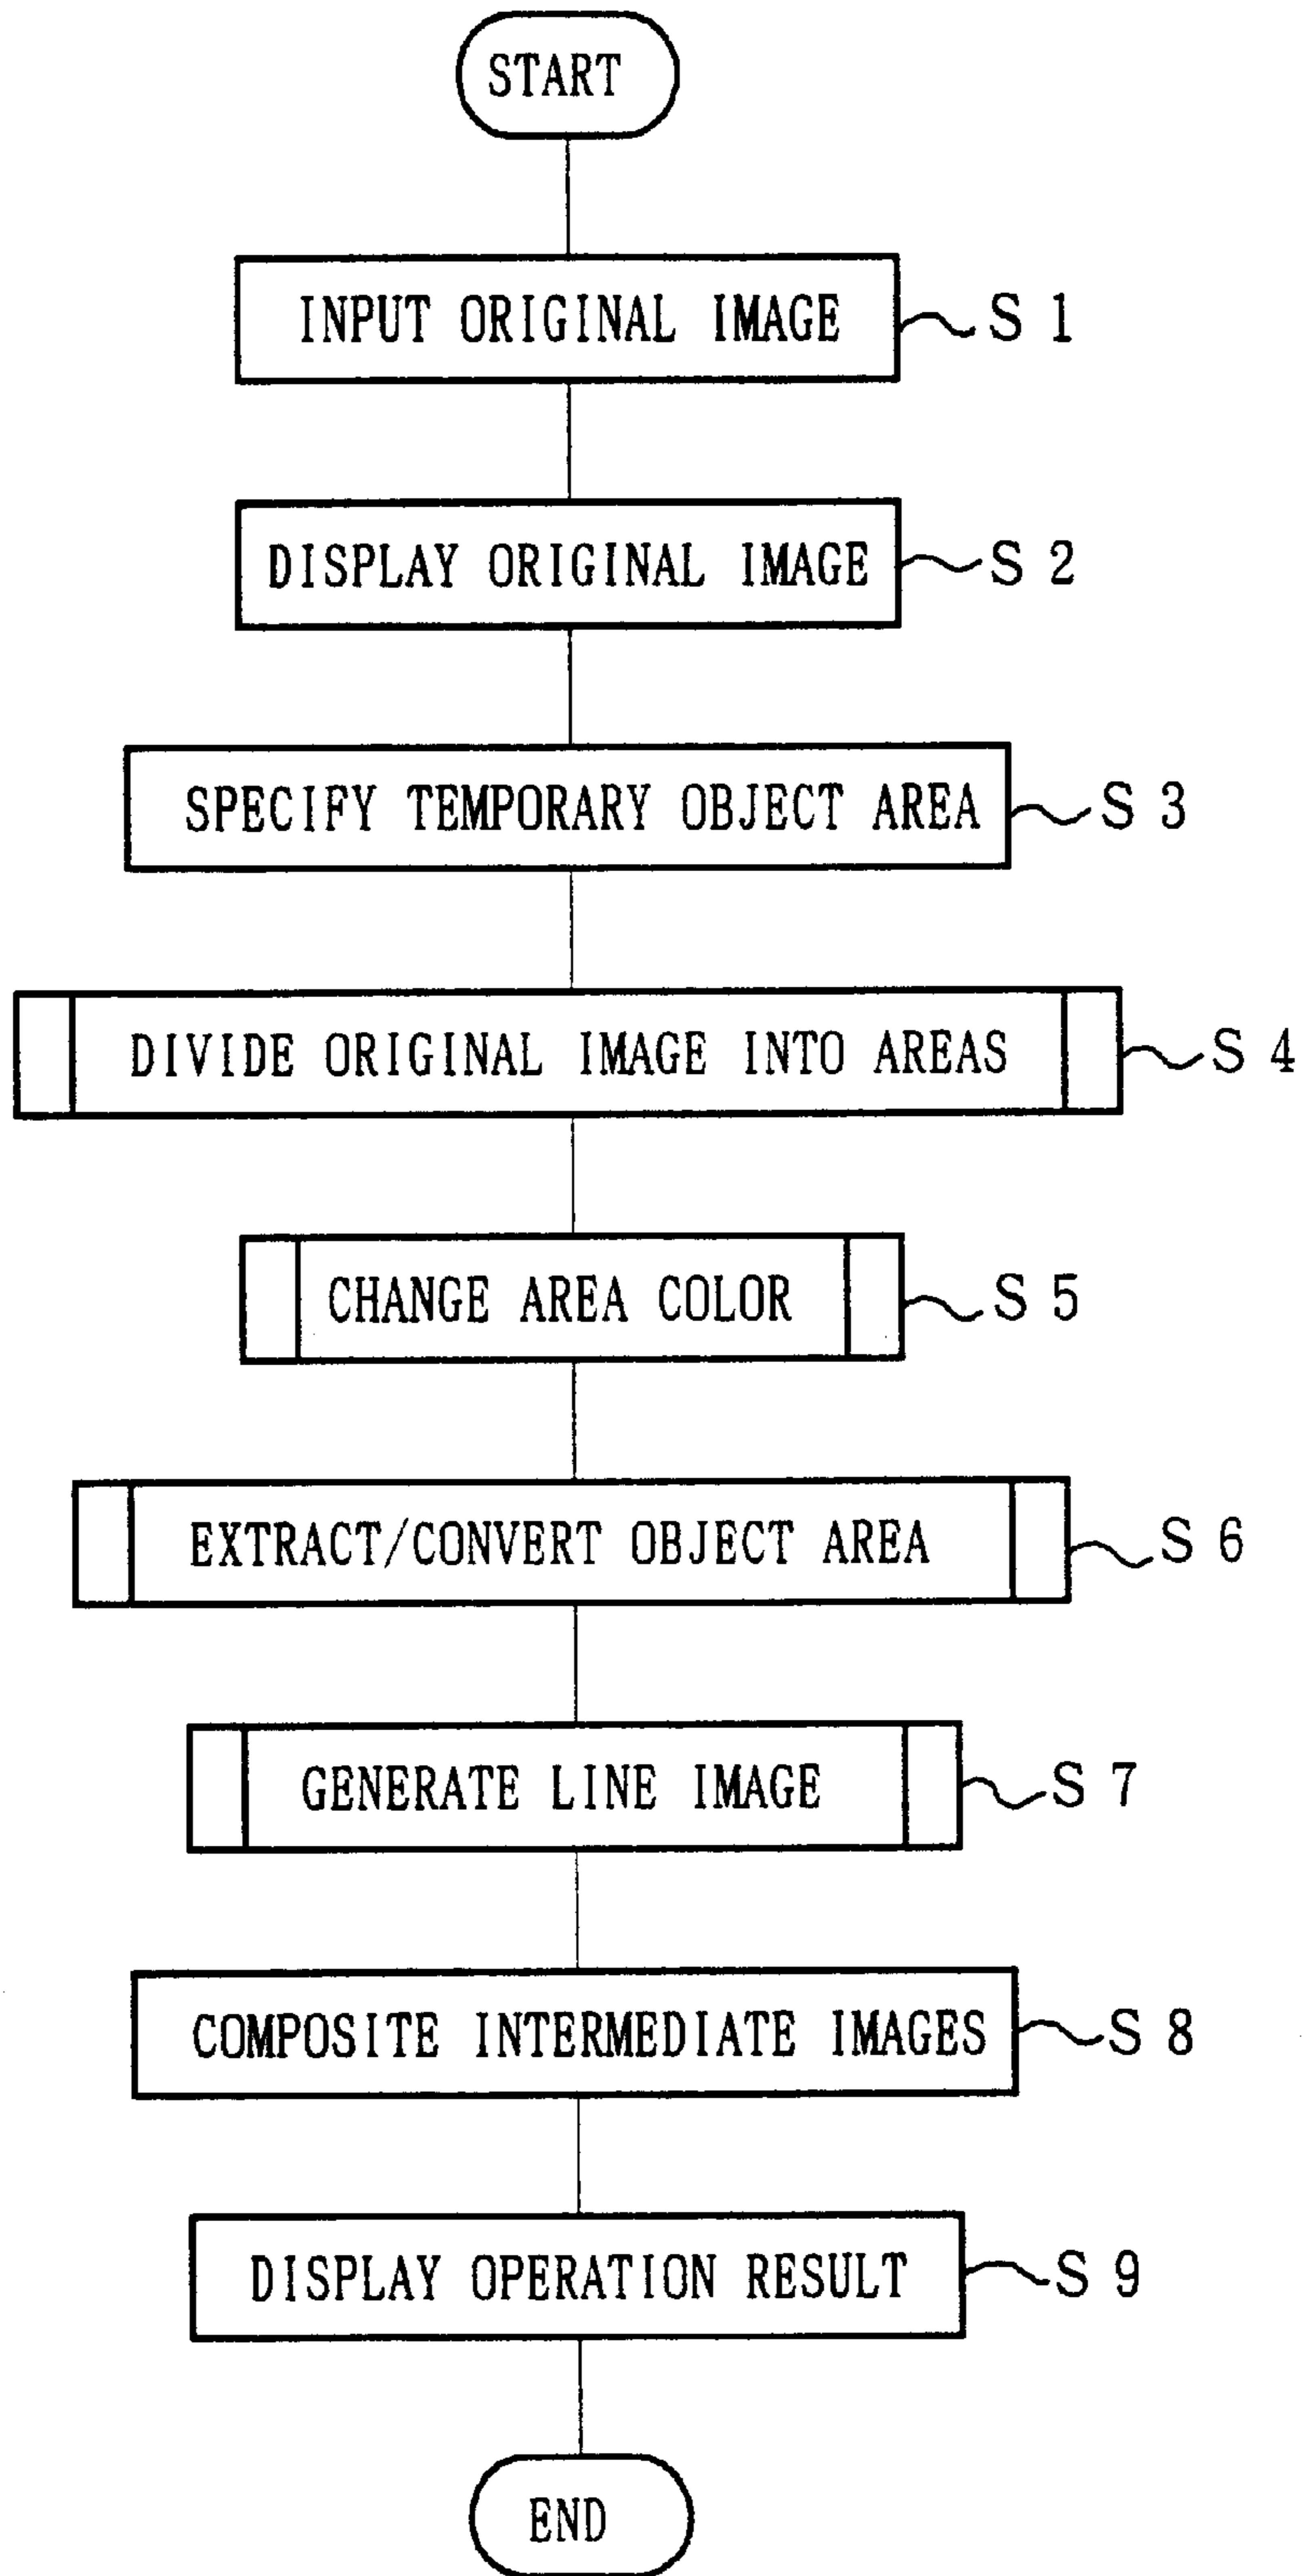 START
INPUT ORIGINAL IMAGE S 1
DISPLAY ORIGINAL IMAGE S 2
SPECIFY TEMPORARY OBJECT AREA S 3
DIVIDE ORIGINAL IMAGE INTO AREAS S 4
CHANGE AREA COLOR S 5
EXTRACT/CONVERT OBJECT AREA S 6
GENERATE LINE IMAGE S 7
COMPOSITE INTERMEDIATE IMAGES S 8
DISPLAY OPERATION RESULT S 9
END